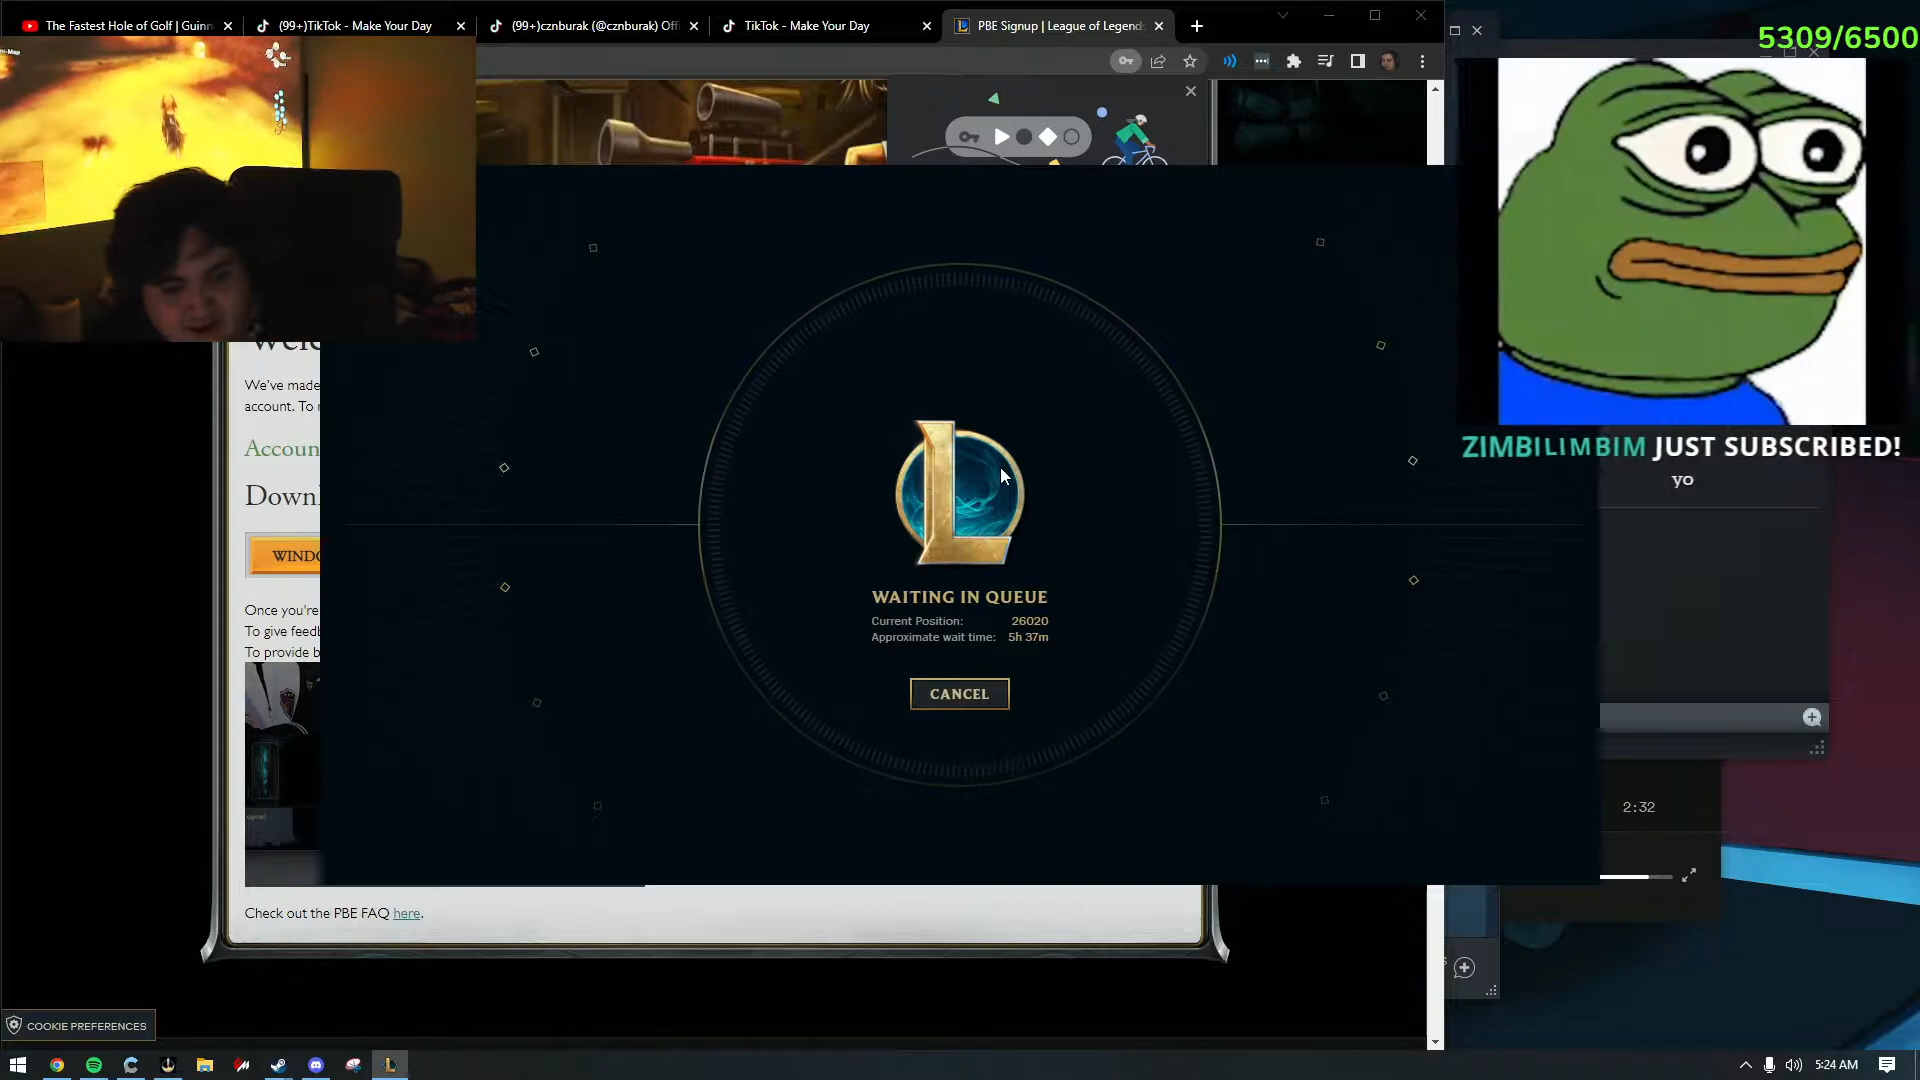 The Fastest Hole of Golf | Guinn
(99+)TikTok - Make Your Day
(99+)cznburak (@cznburak) Offi
TikTok - Make Your Day
PBE Signup | League of Legends
5309/6500
ZIMBILIMBIM JUST SUBSCRIBED!
yo
We've made
account. To
Accoun
Down
WINDO
Once you're
To give feedb
To provide b
WAITING IN QUEUE
Current Position: 26020
Approximate wait time: 5h 37m
CANCEL
2:32
Check out the PBE FAQ here.
COOKIE PREFERENCES
5:24 AM